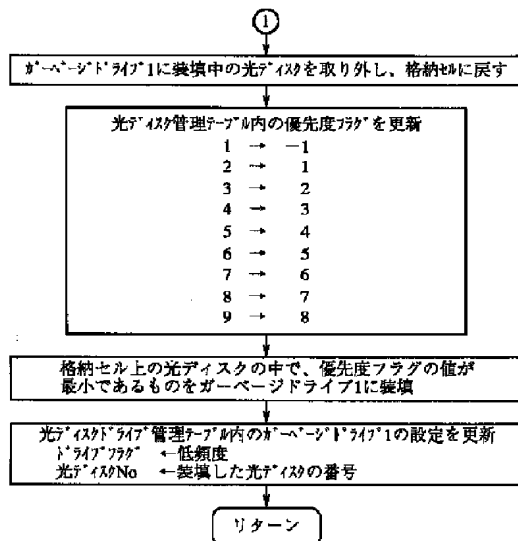 1
ｶﾞｰﾍﾞｰｼﾞﾄﾞﾗｲﾌﾞ1に装填中の光ﾃﾞｨｽｸを取り外し、格納ｾﾙに戻す
光ﾃﾞｨｽｸ管理ﾃｰﾌﾞﾙ内の優先度ﾌﾗｸﾞを更新
1 → −1
2 → 1
3 → 2
4 → 3
5 → 4
6 → 5
7 → 6
8 → 7
9 → 8
格納セル上の光ディスクの中で、優先度フラグの値が
最小であるものをガーベージドライブ1に装填
光ﾃﾞｨｽｸﾄﾞﾗｲﾌﾞ管理ﾃｰﾌﾞﾙ内のｶﾞｰﾍﾞｰｼﾞﾄﾞﾗｲﾌﾞ1の設定を更新
ﾄﾞﾗｲﾌﾞﾌﾗｸﾞ ←低頻度
光ﾃﾞｨｽｸNo ←装填した光ﾃﾞｨｽｸの番号
リターン